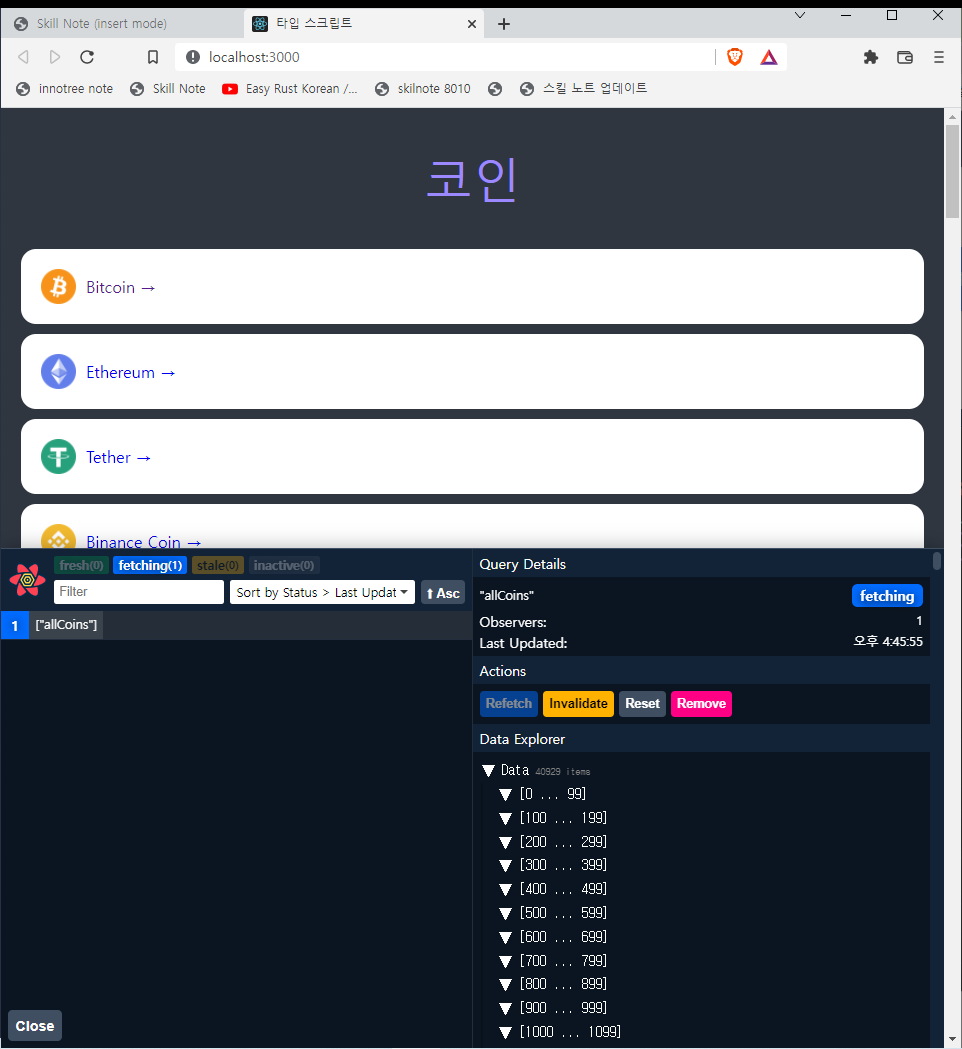 Skill Note (insert mode)
타입 스크립트
localhost:3000
innotree note
Skill Note
Easy Rust Korean /...
skilnote 8010
스킬 노트 업데이트
코인
Bitcoin →
Ethereum →
Tether →
Binance Coin →
fresh(0) fetching(1) stale(0) inactive(0)
Filter
Sort by Status > Last Updat
Asc
1 ["allCoins"]
Close
Query Details
"allCoins" fetching
Observers: 1
Last Updated: 오후 4:45:55
Actions
Refetch Invalidate Reset Remove
Data Explorer
Data 40929 items
[0 ... 99]
[100 ... 199]
[200 ... 299]
[300 ... 399]
[400 ... 499]
[500 ... 599]
[600 ... 699]
[700 ... 799]
[800 ... 899]
[900 ... 999]
[1000 ... 1099]